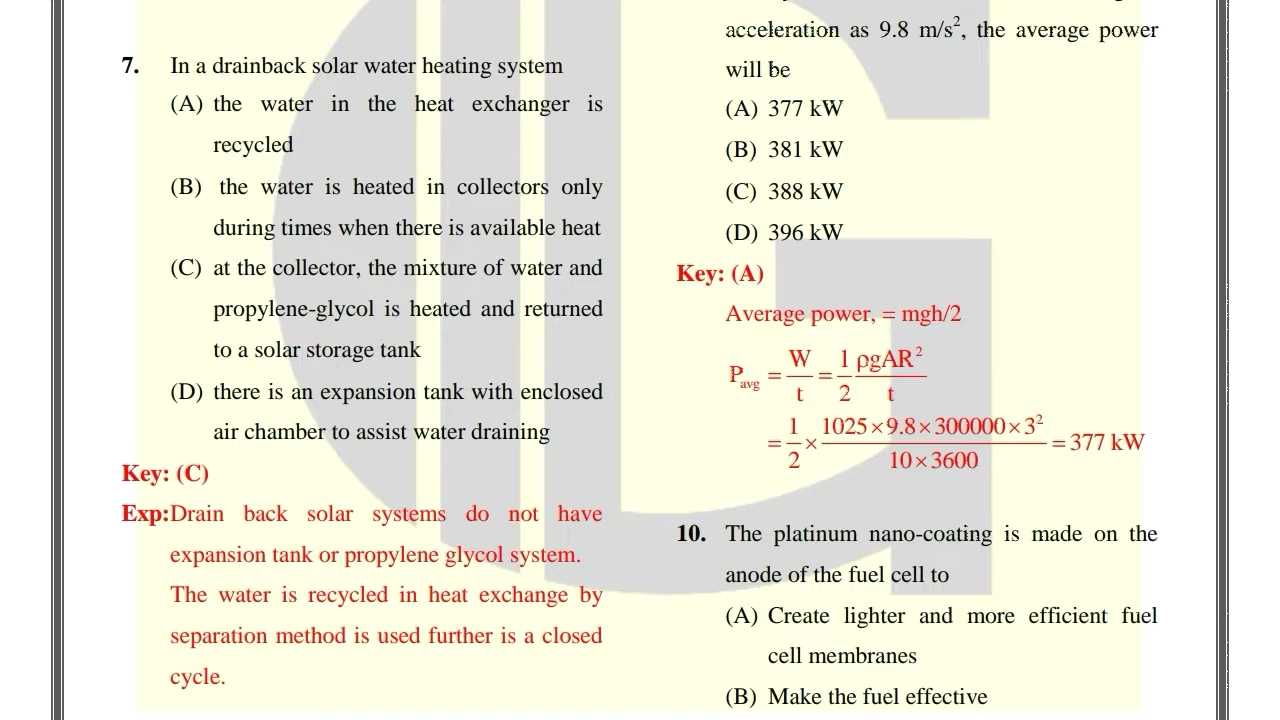 7. In a drainback solar water heating system
(A) the water in the heat exchanger is
recycled
(B) the water is heated in collectors only
during times when there is available heat
(C) at the collector, the mixture of water and
propylene-glycol is heated and returned
to a solar storage tank
(D) there is an expansion tank with enclosed
air chamber to assist water draining
Key: (C)
Exp:Drain back solar systems do not have
expansion tank or propylene glycol system.
The water is recycled in heat exchange by
separation method is used further is a closed
cycle.
acceleration as 9.8 m/s², the average power
will be
(A) 377 kW
(B) 381 kW
(C) 388 kW
(D) 396 kW
Key: (A)
Average power, = mgh/2
P_avg = W/t = 1/2 ρgAR²/t
= 1/2 × 1025×9.8×300000×3²/10×3600 = 377 kW
10. The platinum nano-coating is made on the
anode of the fuel cell to
(A) Create lighter and more efficient fuel
cell membranes
(B) Make the fuel effective